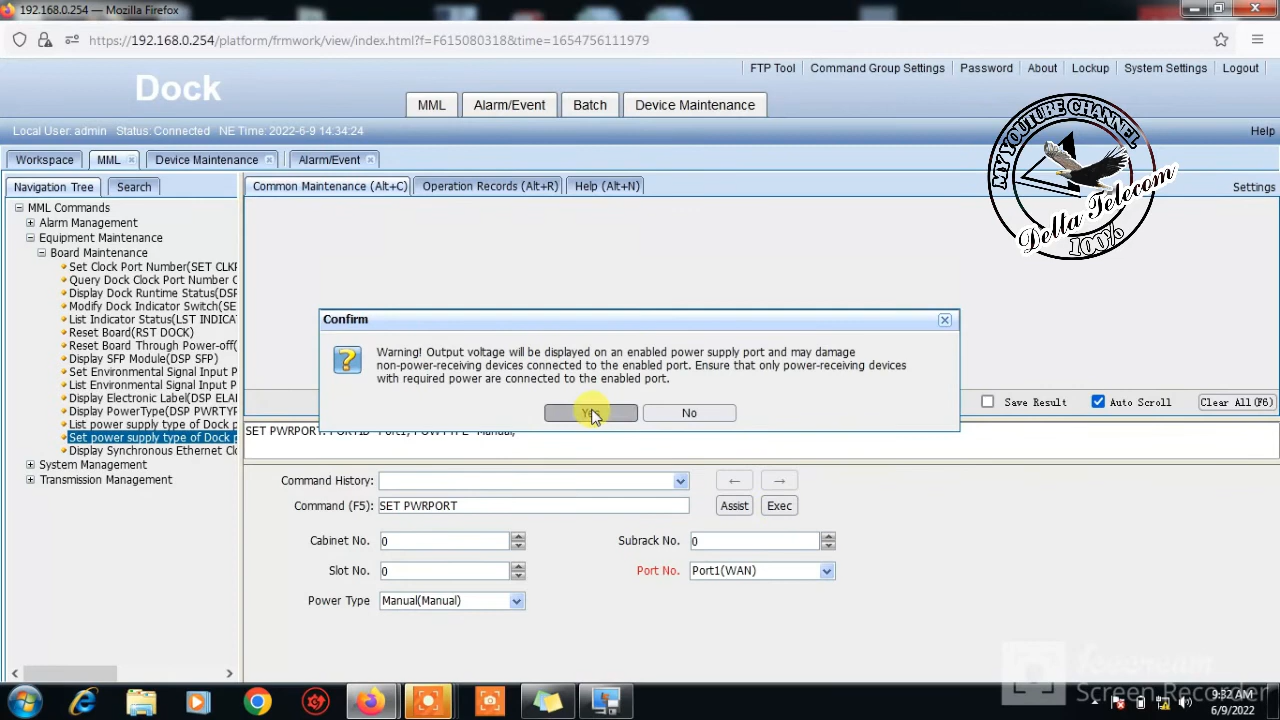 192.168.0.254 — Mozilla Firefox
https://192.168.0.254/platform/frmwork/view/index.html?f=F615080318&time=1654756111979
FTP Tool Command Group Settings Password About Lockup System Settings Logout
Dock
MML Alarm/Event Batch Device Maintenance
Local User: admin Status: Connected NE Time: 2022-6-9 14:34:24
Help
MY YOUTUBE CHANNEL
Delta Telecom
100%
Workspace MML Device Maintenance Alarm/Event
Navigation Tree Search
Common Maintenance (Alt+C) Operation Records (Alt+R) Help (Alt+N)
Settings
MML Commands
Alarm Management
Equipment Maintenance
Board Maintenance
Set Clock Port Number(SET CLKF
Query Dock Clock Port Number C
Display Dock Runtime Status(DSP
Modify Dock Indicator Switch(SE
List Indicator Status(LST INDICA
Reset Board(RST DOCK)
Reset Board Through Power-off(
Display SFP Module(DSP SFP)
Set Environmental Signal Input P
List Environmental Signal Input P
Display Electronic Label(DSP ELA
Display PowerType(DSP PWRTYP
List power supply type of Dock p
Set power supply type of Dock p
Display Synchronous Ethernet Clo
System Management
Transmission Management
Confirm
Warning! Output voltage will be displayed on an enabled power supply port and may damage
non-power-receiving devices connected to the enabled port. Ensure that only power-receiving devices
with required power are connected to the enabled port.
Yes No
Save Result Auto Scroll Clear All(F6)
SET PWRPORT:
Command History:
Command (F5): SET PWRPORT Assist Exec
Cabinet No. 0 Subrack No. 0
Slot No. 0 Port No. Port1(WAN)
Power Type Manual(Manual)
Screen Recorder
9:32 AM
6/9/2022